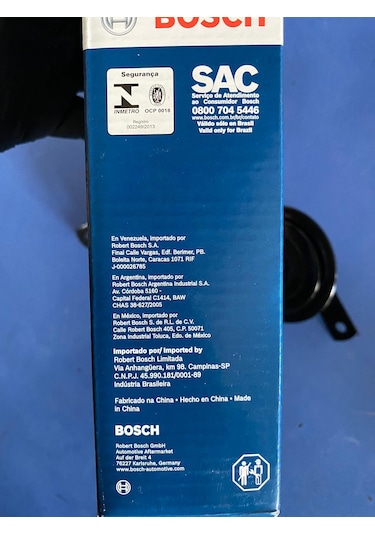 BOSCH
Segurança
INMETRO
OCP 0018
Registro
002249/2013
SAC
Serviço de Atendimento
ao Consumidor Bosch
0800 704 5446
www.bosch.com.br/br/contato
Válido sólo en Brasil
Valid only for Brazil
En Venezuela, importado por
Robert Bosch S.A.
Final Calle Vargas, Edf. Berimer, PB.
Boleita Norte, Caracas 1071 RIF
J-000026785
En Argentina, importado por
Robert Bosch Argentina Industrial S.A.
Av. Córdoba 5160 -
Capital Federal C1414, BAW
CHAS 38-627/2005
En México, importado por
Robert Bosch S. de R.L. de C.V.
Calle Robert Bosch 405, C.P. 50071
Zona Industrial Toluca, Edo. de México
Importado por/ Imported by
Robert Bosch Limitada
Via Anhangüera, km 98. Campinas-SP
C.N.P.J. 45.990.181/0001-89
Indústria Brasileira
Fabricado na China • Hecho en China • Made
in China
BOSCH
Robert Bosch GmbH
Automotive Aftermarket
Auf der Breit 4
76227 Karlsruhe, Germany
www.bosch-automotive.com